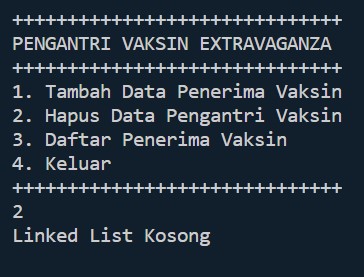 ++++++++++++++++++++++++++++++
PENGANTRI VAKSIN EXTRAVAGANZA
++++++++++++++++++++++++++++++
1. Tambah Data Penerima Vaksin
2. Hapus Data Pengantri Vaksin
3. Daftar Penerima Vaksin
4. Keluar
++++++++++++++++++++++++++++++
2
Linked List Kosong